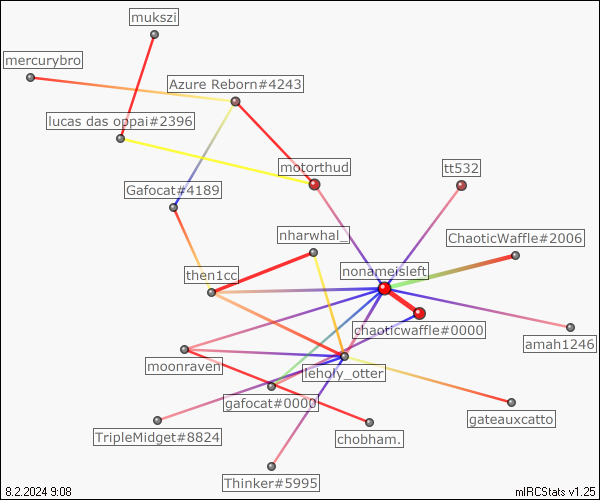 mukszi
mercurybro
Azure Reborn#4243
lucas das oppai#2396
motorthud
tt532
Gafocat#4189
nharwhal_
ChaoticWaffle#2006
then1cc
nonameisleft
chaoticwaffle#0000
amah1246
moonraven
leholy_otter
gafocat#0000
gateauxcatto
TripleMidget#8824
chobham.
Thinker#5995
8.2.2024 9:08
mIRCStats v1.25